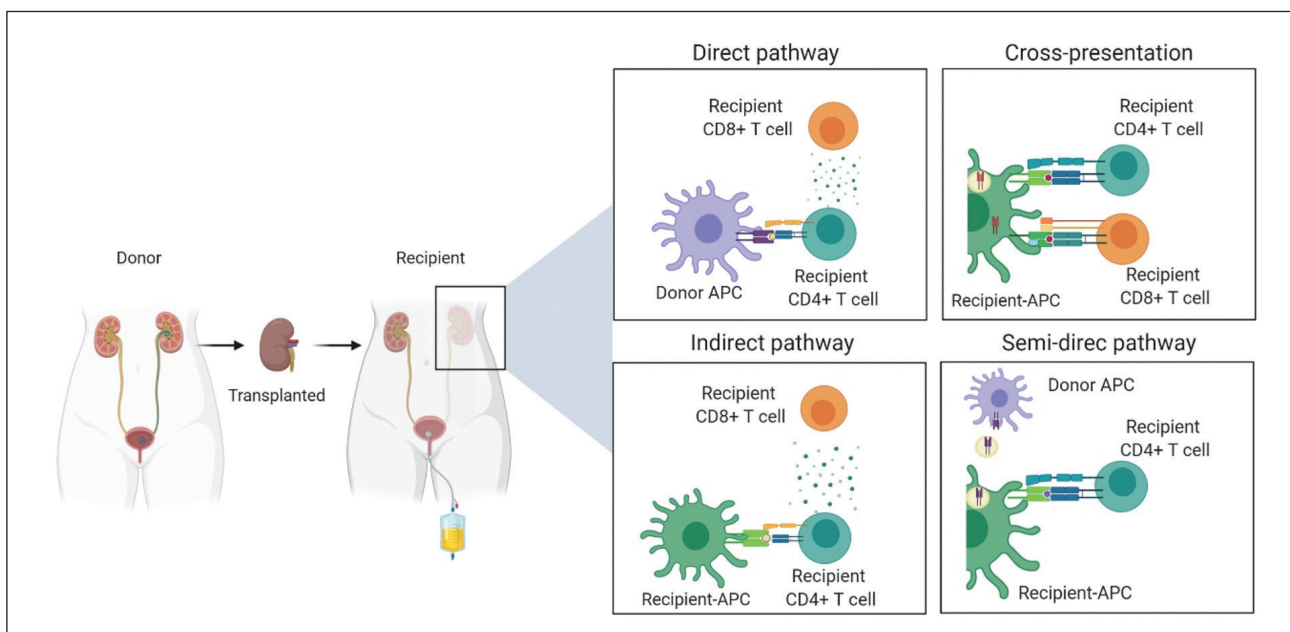 Donor
Transplanted
Recipient
Direct pathway
Recipient
CD8+ T cell
Donor APC
Recipient
CD4+ T cell
Cross-presentation
Recipient
CD4+ T cell
Recipient-APC
Recipient
CD8+ T cell
Indirect pathway
Recipient
CD8+ T cell
Recipient-APC
Recipient
CD4+ T cell
Semi-direc pathway
Donor APC
Recipient
CD4+ T cell
Recipient-APC